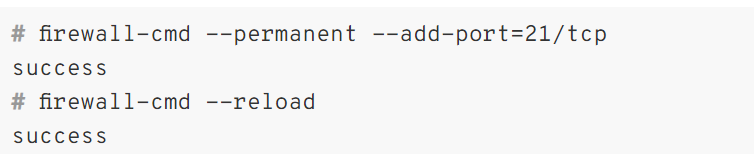 # firewall-cmd --permanent --add-port=21/tcp
success
# firewall-cmd --reload
success